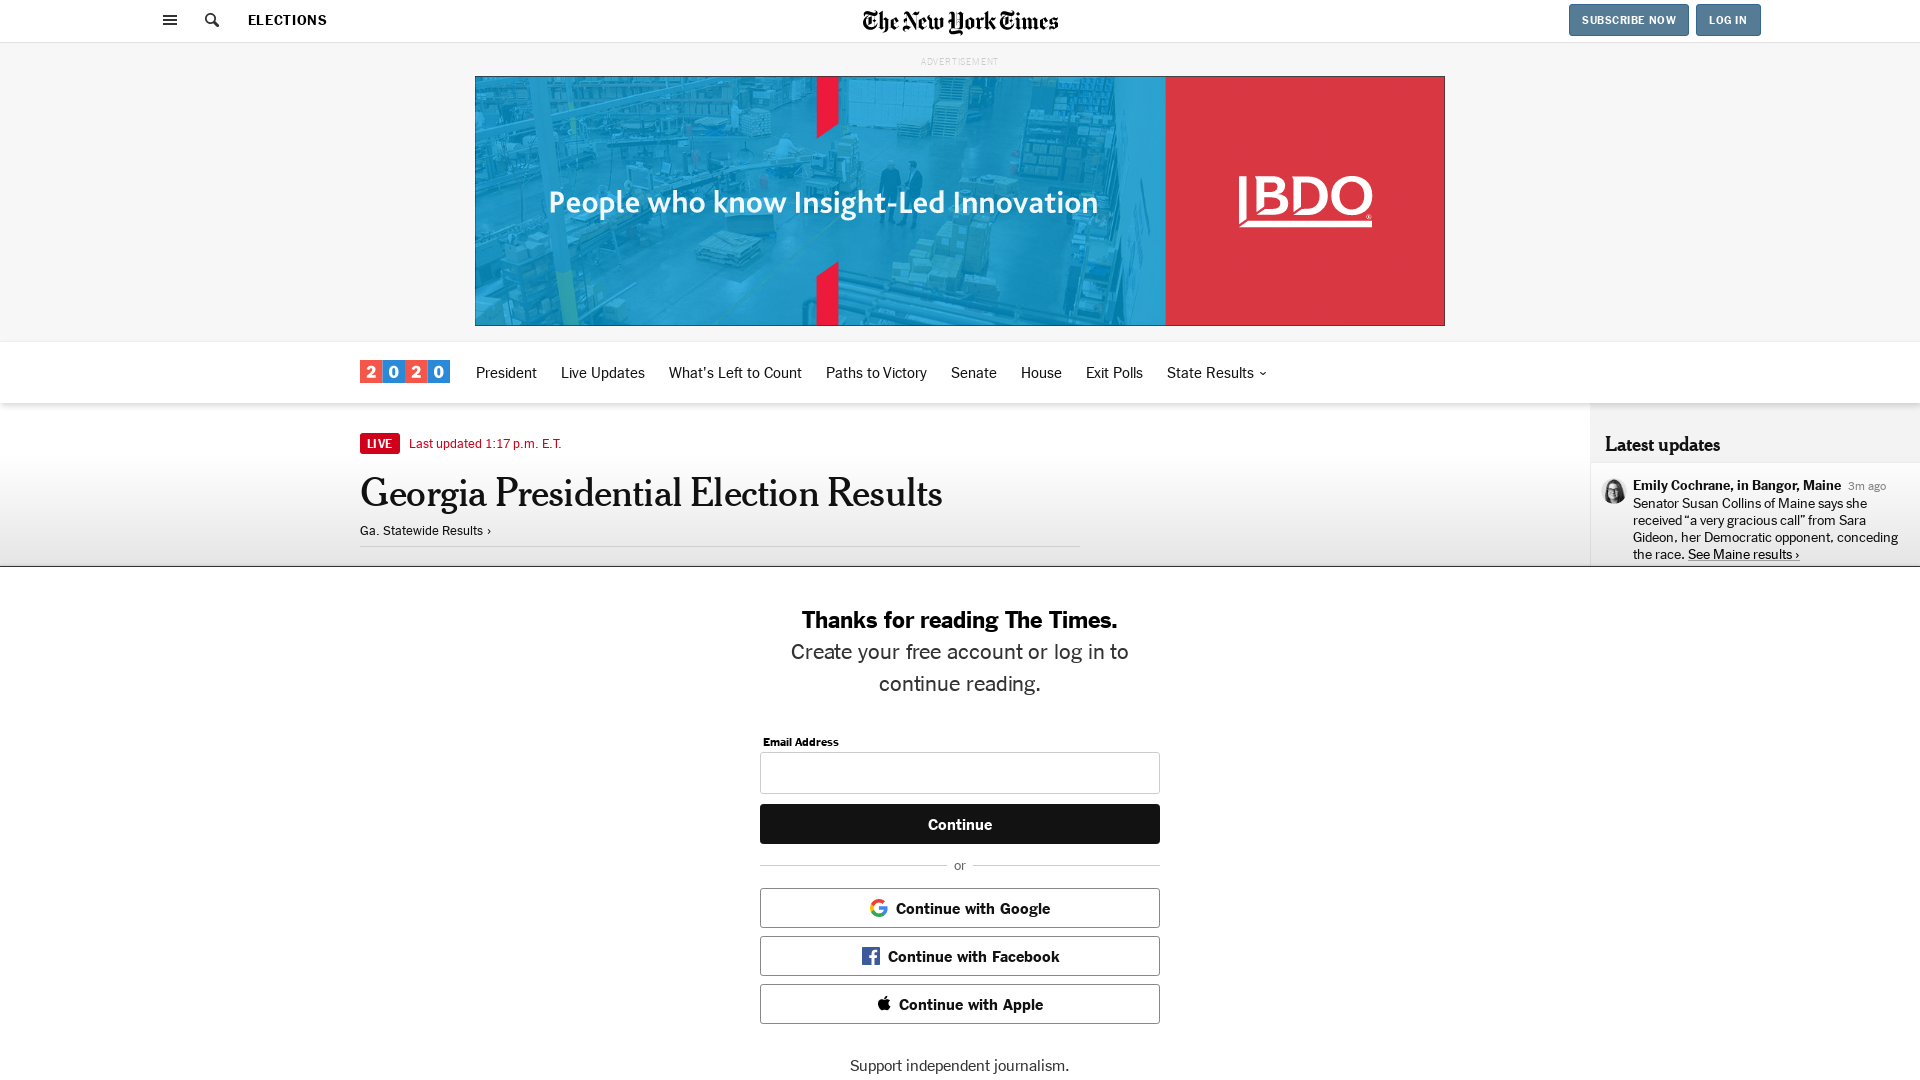 ELECTIONS
The New York Times
SUBSCRIBE NOW
LOG IN
ADVERTISEMENT
People who know Insight-Led Innovation
IBDO
®
2020
President
Live Updates
What's Left to Count
Paths to Victory
Senate
House
Exit Polls
State Results
LIVE
Last updated 1:17 p.m. E.T.
Georgia Presidential Election Results
Ga. Statewide Results ›
Latest updates
Emily Cochrane, in Bangor, Maine 3m ago
Senator Susan Collins of Maine says she
received “a very gracious call” from Sara
Gideon, her Democratic opponent, conceding
the race. See Maine results ›
Thanks for reading The Times.
Create your free account or log in to
continue reading.
Email Address
Continue
or
Continue with Google
Continue with Facebook
Continue with Apple
Support independent journalism.